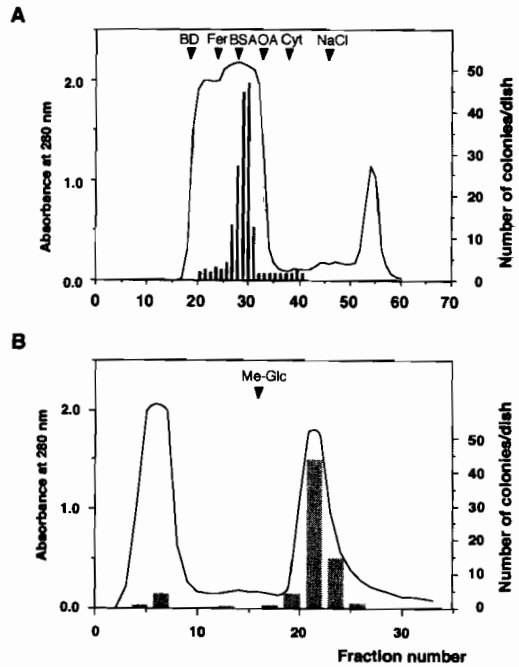 A
BD Fer BSA OA Cyt NaCl
Absorbance at 280 nm
2.0
1.0
0.0
Number of colonies/dish
50
40
30
20
10
0
0 10 20 30 40 50 60 70
B
Me-Glc
Absorbance at 280 nm
2.0
1.0
0.0
Number of colonies/dish
50
40
30
20
10
0
0 10 20 30
Fraction number